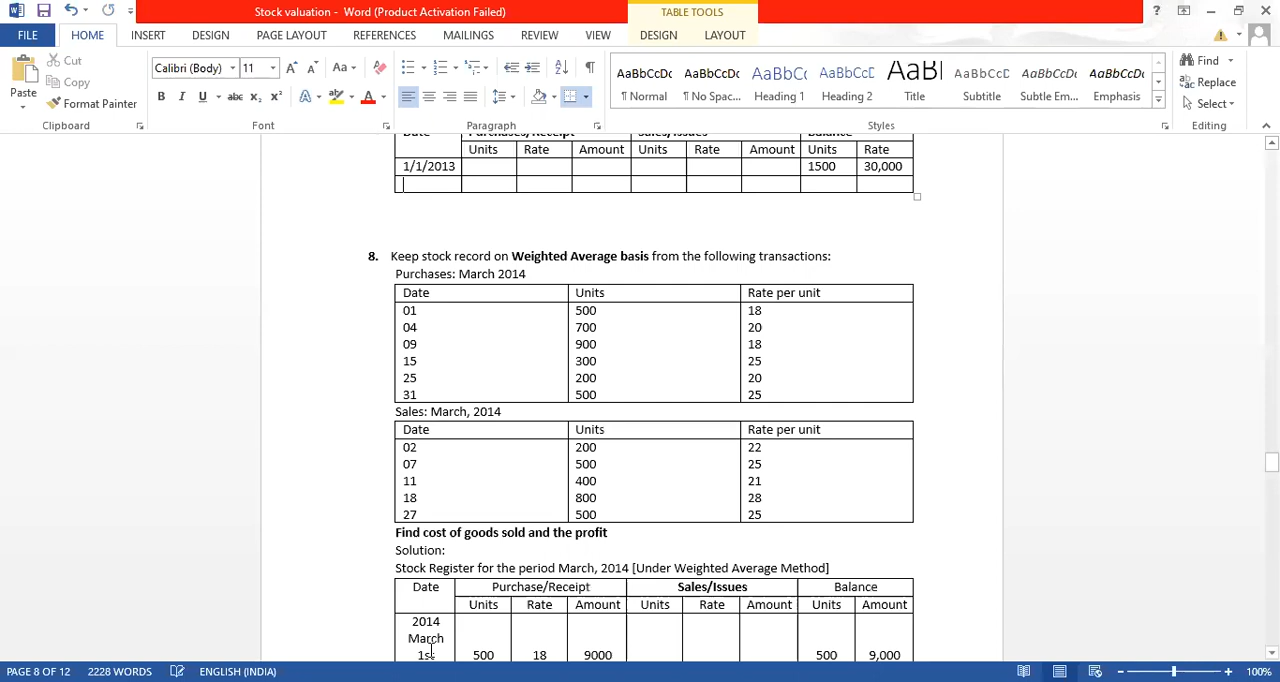 Stock valuation - Word (Product Activation Failed)
TABLE TOOLS
?
FILE HOME INSERT DESIGN PAGE LAYOUT REFERENCES MAILINGS REVIEW VIEW DESIGN LAYOUT
Paste
Cut
Copy
Format Painter
Clipboard
Calibri (Body) 11
Font
Paragraph
AaBbCcDc AaBbCcDc AaBbCc AaBbCcD AaBl AaBbCcD AaBbCcDc AaBbCcDc
¶ Normal ¶ No Spac... Heading 1 Heading 2 Title Subtitle Subtle Em... Emphasis
Styles
Find
Replace
Select
Editing
Date Purchases/Receipt Sales/Issues Balance
Units Rate Amount Units Rate Amount Units Rate
1/1/2013 1500 30,000
8. Keep stock record on Weighted Average basis from the following transactions:
Purchases: March 2014
Date Units Rate per unit
01 500 18
04 700 20
09 900 18
15 300 25
25 200 20
31 500 25
Sales: March, 2014
Date Units Rate per unit
02 200 22
07 500 25
11 400 21
18 800 28
27 500 25
Find cost of goods sold and the profit
Solution:
Stock Register for the period March, 2014 [Under Weighted Average Method]
Date Purchase/Receipt Sales/Issues Balance
Units Rate Amount Units Rate Amount Units Amount
2014
March
1st 500 18 9000 500 9,000
PAGE 8 OF 12 2228 WORDS ENGLISH (INDIA) 100%